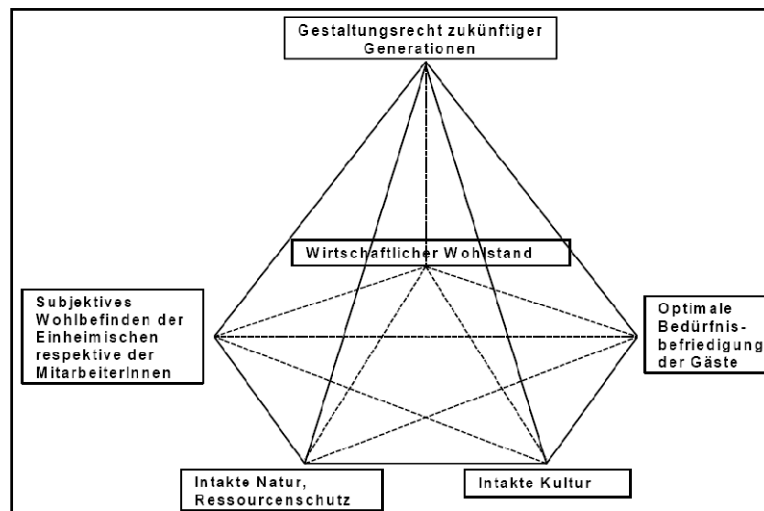 Gestaltungsrecht zukünftiger
Generationen
Wirtschaftlicher Wohlstand
Subjektives
Wohlbefinden der
Einheimischen
respektive der
MitarbeiterInnen
Optimale
Bedürfnis-
befriedigung
der Gäste
Intakte Natur,
Ressourcenschutz
Intakte Kultur